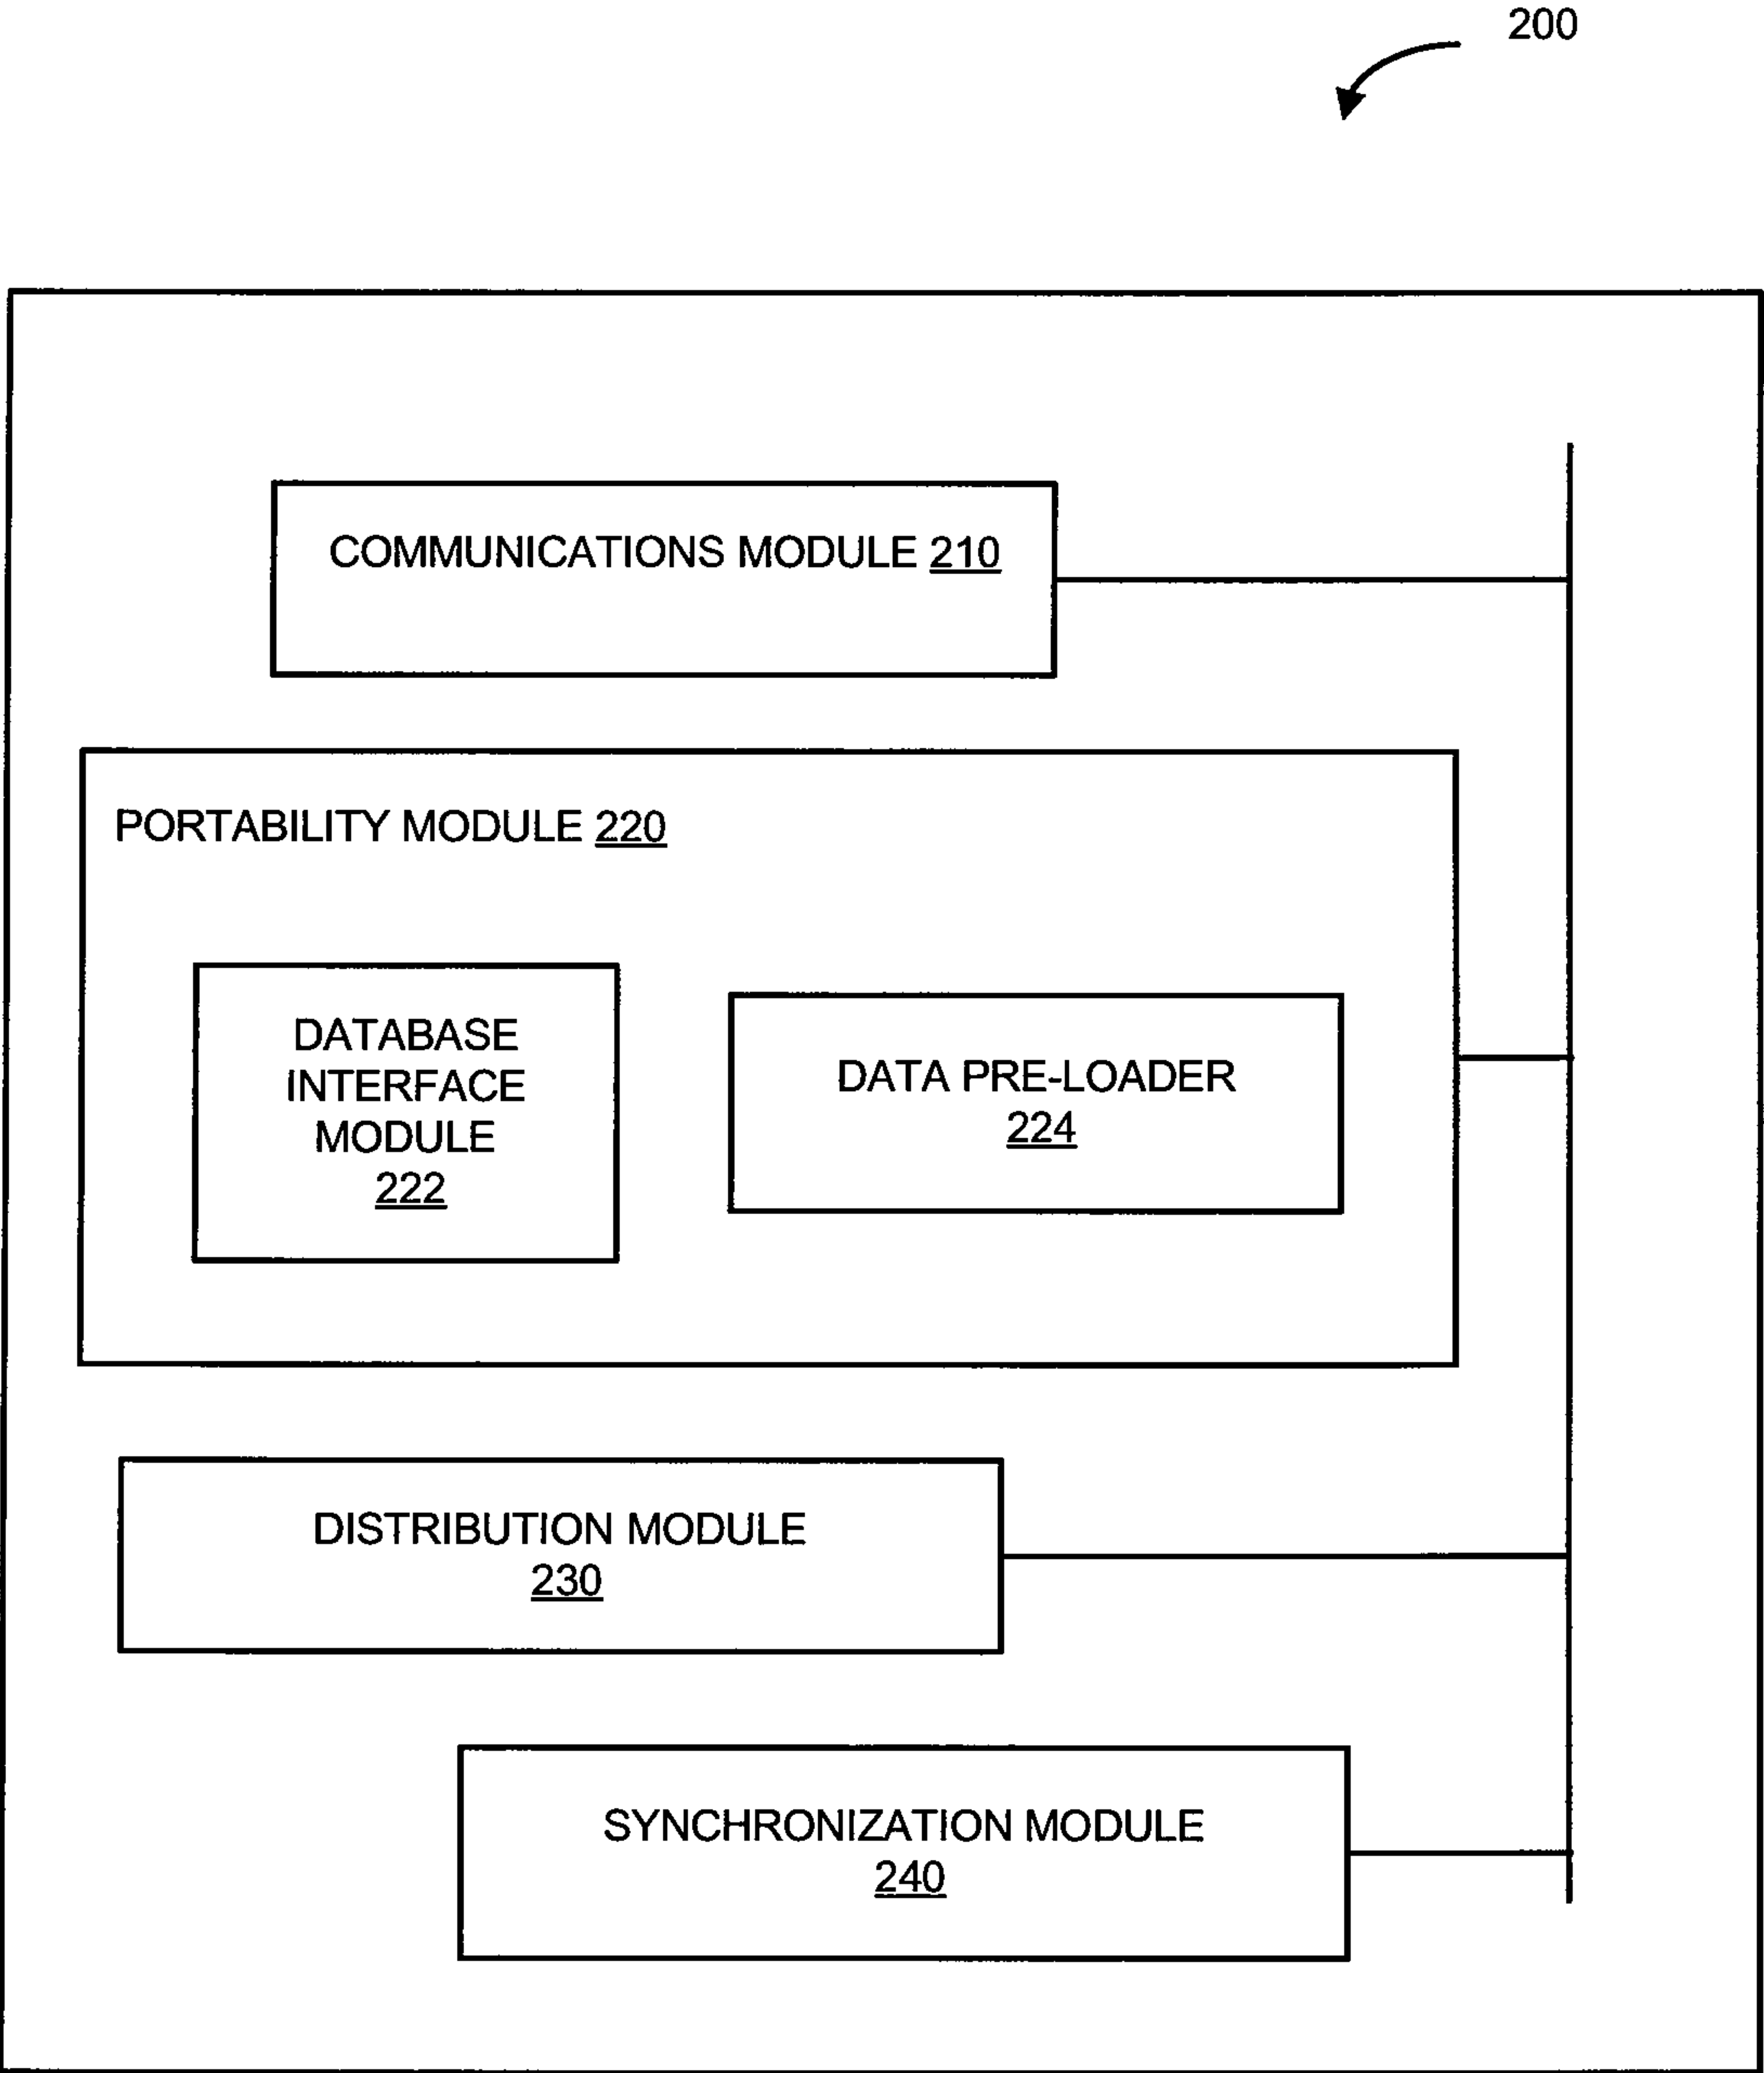 200
COMMUNICATIONS MODULE 210
PORTABILITY MODULE 220
DATABASE
INTERFACE
MODULE
222
DATA PRE-LOADER
224
DISTRIBUTION MODULE
230
SYNCHRONIZATION MODULE
240